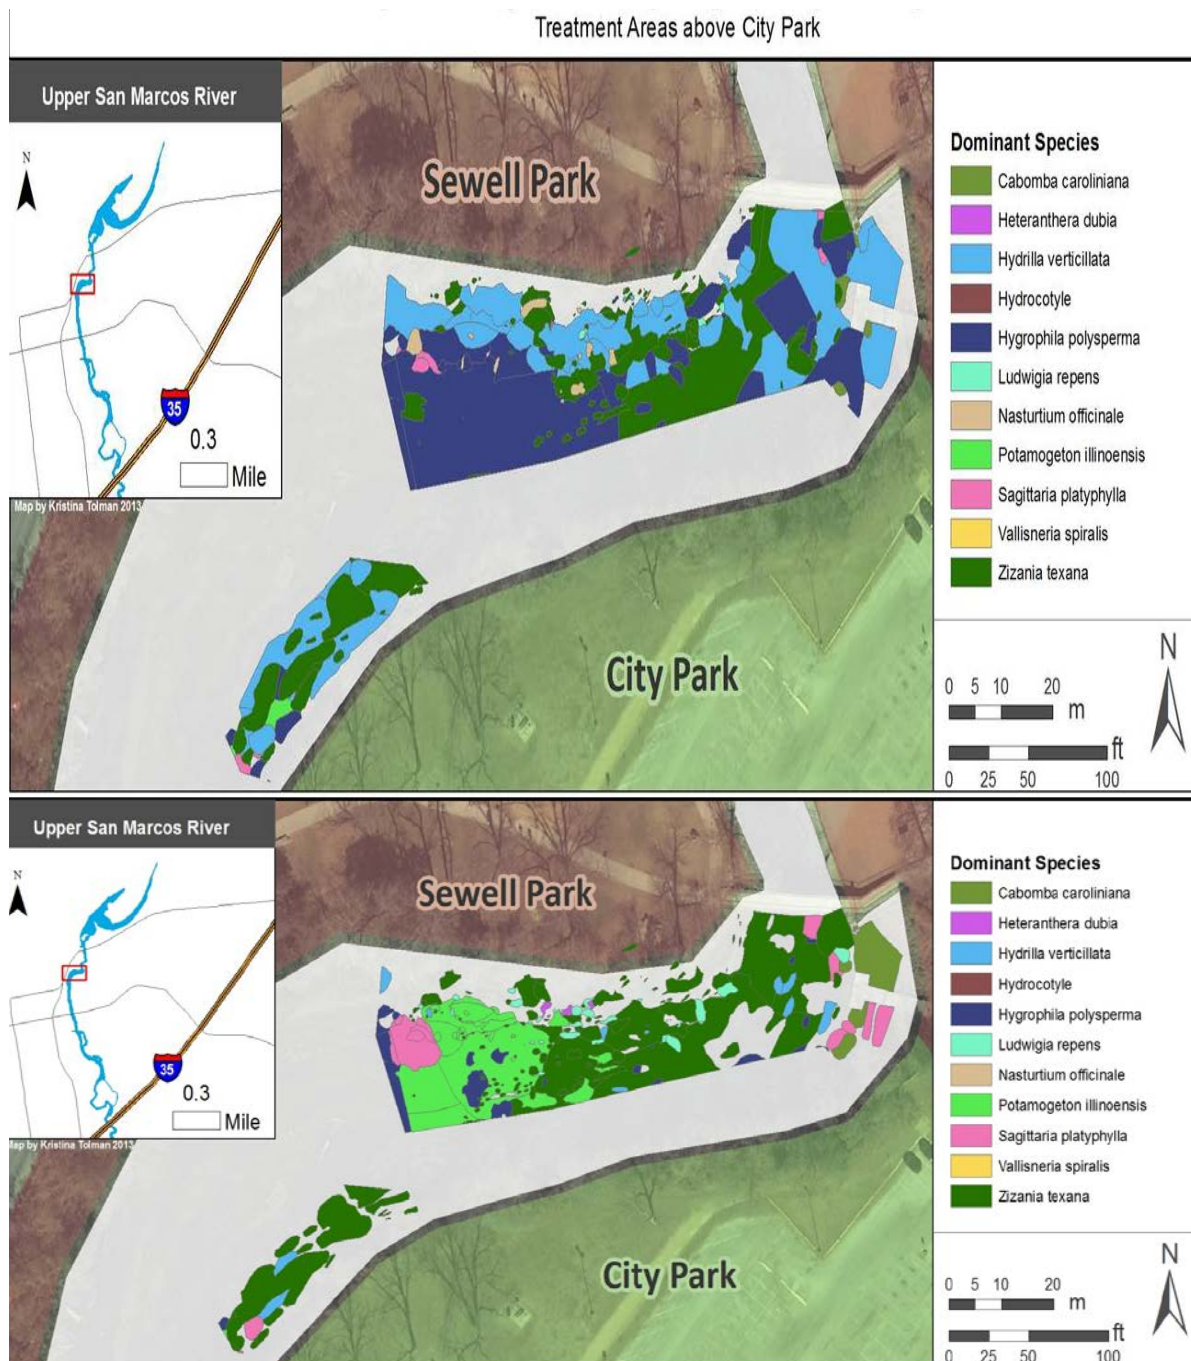 Treatment Areas above City Park
Upper San Marcos River
N
35
0.3
Mile
Map by Kristina Tolman 2013
Sewell Park
City Park
Dominant Species
Cabomba caroliniana
Heteranthera dubia
Hydrilla verticillata
Hydrocotyle
Hygrophila polysperma
Ludwigia repens
Nasturtium officinale
Potamogeton illinoensis
Sagittaria platyphylla
Vallisneria spiralis
Zizania texana
N
0 5 10 20
m
ft
0 25 50 100
Upper San Marcos River
N
35
0.3
Mile
Map by Kristina Tolman 2013
Sewell Park
City Park
Dominant Species
Cabomba caroliniana
Heteranthera dubia
Hydrilla verticillata
Hydrocotyle
Hygrophila polysperma
Ludwigia repens
Nasturtium officinale
Potamogeton illinoensis
Sagittaria platyphylla
Vallisneria spiralis
Zizania texana
N
0 5 10 20
m
ft
0 25 50 100